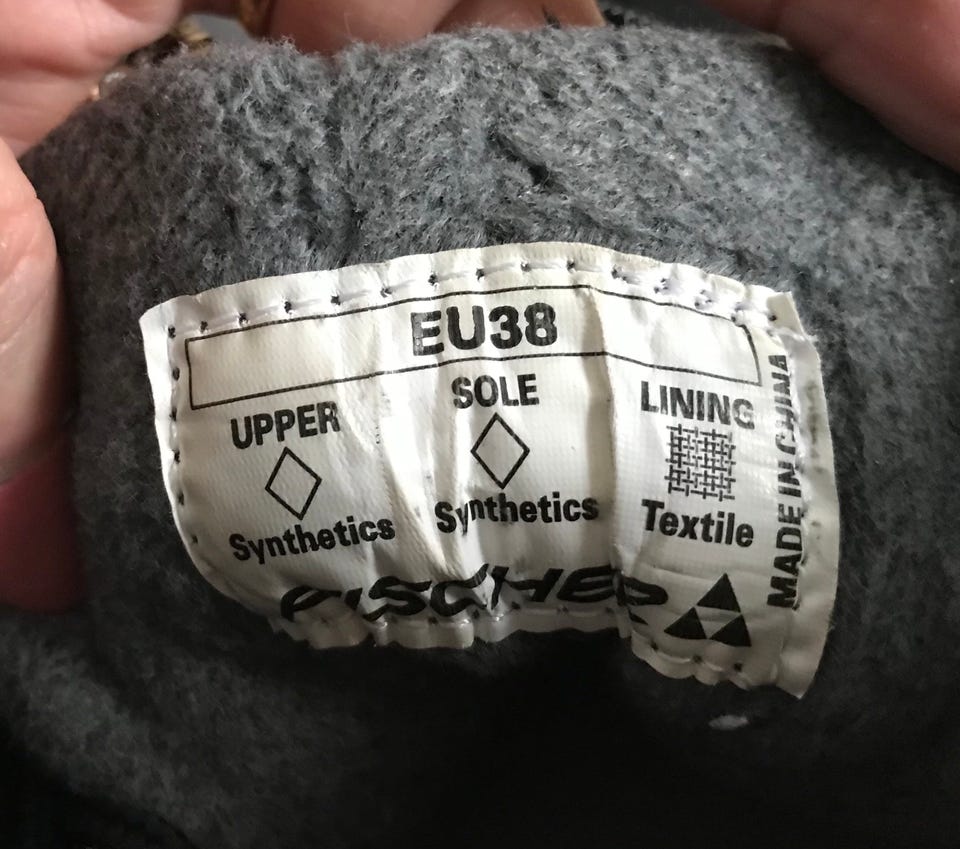 EU38
UPPER SOLE LINING
Synthetics Synthetics Textile
FISCHER
MADE IN CHINA